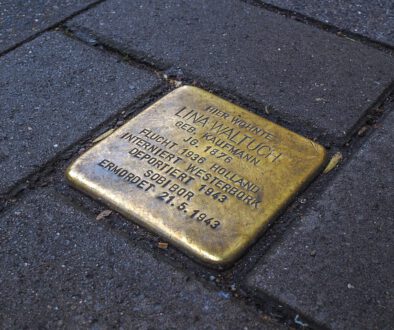 HIER WOHNTE
LINA WALTUCH
GEB. KAUFMANN
JG. 1876
FLUCHT 1936 HOLLAND
INTERNIERT WESTERBORK
DEPORTIERT 1943
SOBIBOR
ERMORDET 21.5.1943